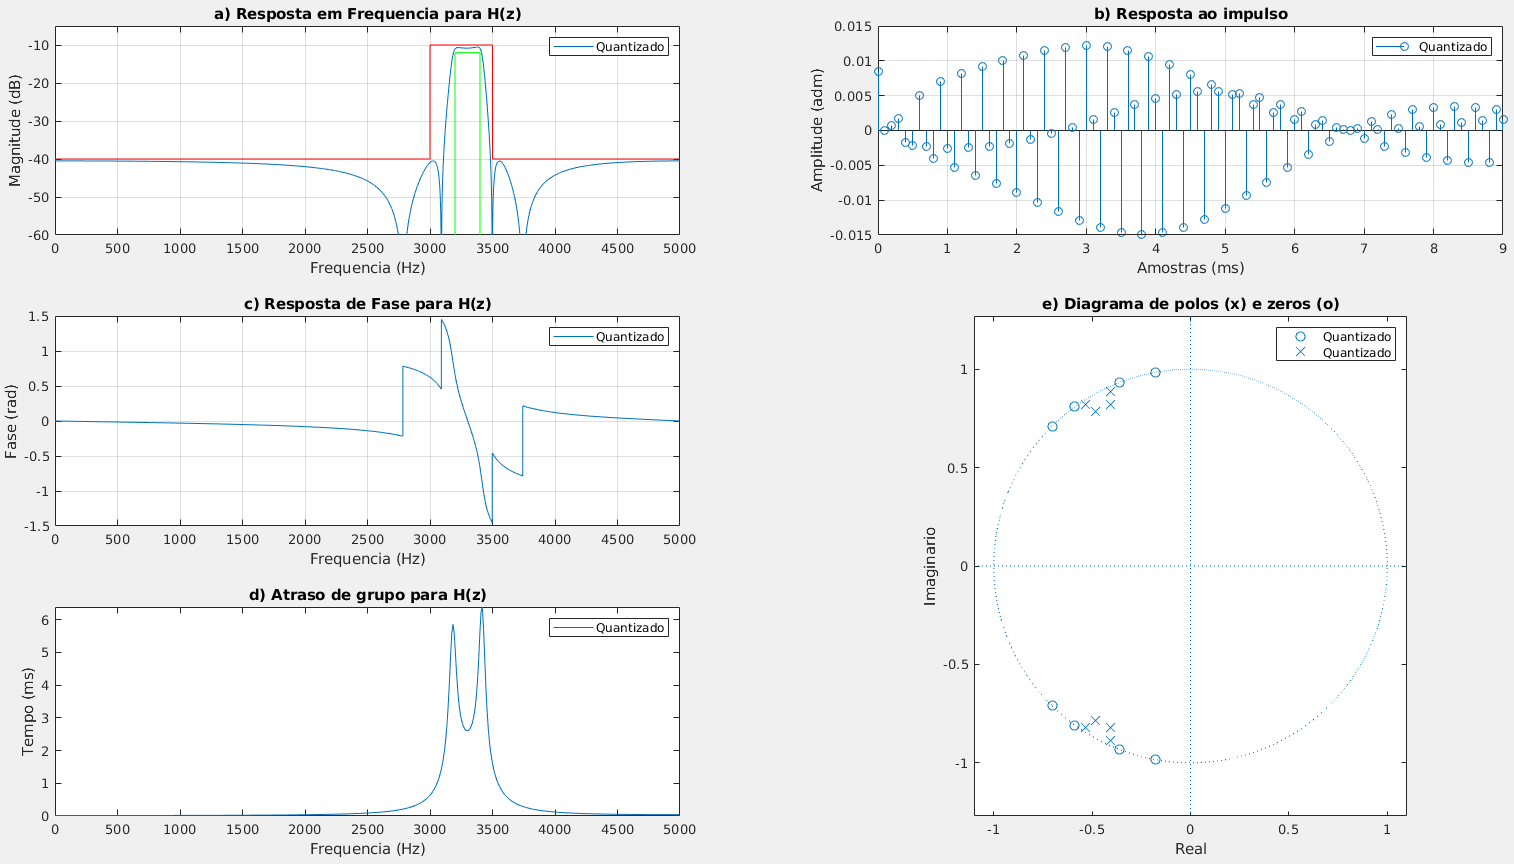 a) Resposta em Frequencia para H(z)
Quantizado
Magnitude (dB)
-10
-20
-30
-40
-50
-60
0 500 1000 1500 2000 2500 3000 3500 4000 4500 5000
Frequencia (Hz)
b) Resposta ao impulso
Quantizado
Amplitude (adm)
0.015
0.01
0.005
0
-0.005
-0.01
-0.015
0 1 2 3 4 5 6 7 8 9
Amostras (ms)
c) Resposta de Fase para H(z)
Quantizado
Fase (rad)
1.5
1
0.5
0
-0.5
-1
-1.5
0 500 1000 1500 2000 2500 3000 3500 4000 4500 5000
Frequencia (Hz)
d) Atraso de grupo para H(z)
Quantizado
Tempo (ms)
6
5
4
3
2
1
0
0 500 1000 1500 2000 2500 3000 3500 4000 4500 5000
Frequencia (Hz)
e) Diagrama de polos (x) e zeros (o)
Quantizado
Quantizado
Imaginario
1
0.5
0
-0.5
-1
-1 -0.5 0 0.5 1
Real